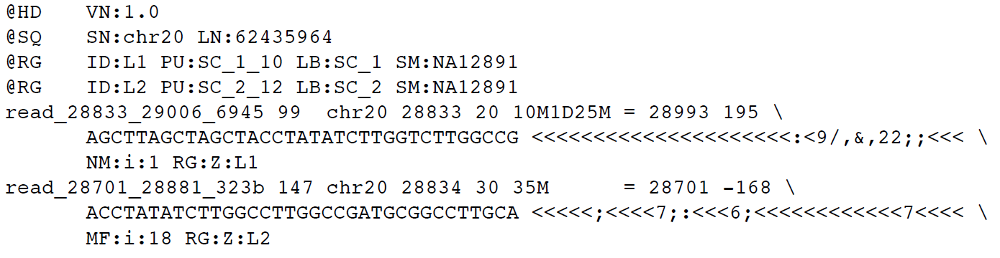 @HD VN:1.0
@SQ SN:chr20 LN:62435964
@RG ID:L1 PU:SC_1_10 LB:SC_1 SM:NA12891
@RG ID:L2 PU:SC_2_12 LB:SC_2 SM:NA12891
read_28833_29006_6945 99 chr20 28833 20 10M1D25M = 28993 195 \
AGCTTAGCTAGCTACCTATATCTTGGTCTTGGCCG <<<<<<<<<<<<<<<<<<<<<:<9/,&,22;;<<< \
NM:i:1 RG:Z:L1
read_28701_28881_323b 147 chr20 28834 30 35M = 28701 -168 \
ACCTATATCTTGGCCTTGGCCGATGCGGCCTTGCA <<<<<;<<<<7;:<<<6;<<<<<<<<<<<<7<<<< \
MF:i:18 RG:Z:L2